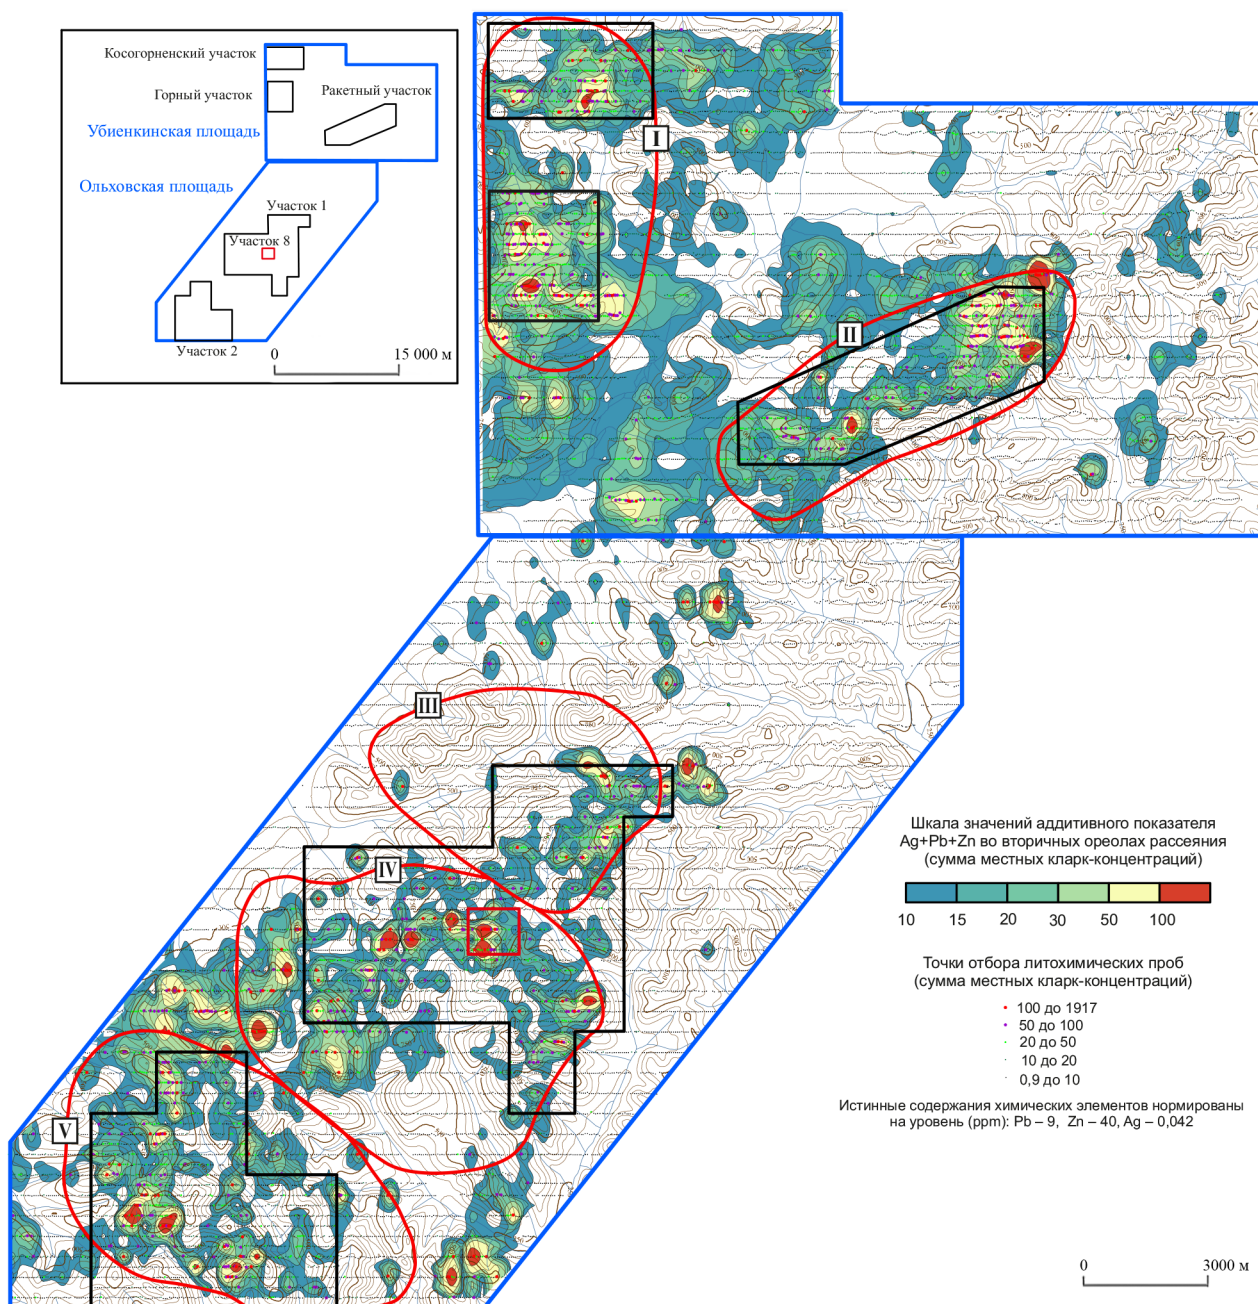 Косогорненский участок
Горный участок
Ракетный участок
Убиенкинская площадь
Ольховская площадь
Участок 1
Участок 8
Участок 2
0
15 000 м
I
II
III
IV
V
Шкала значений аддитивного показателя
Ag+Pb+Zn во вторичных ореолах рассеяния
(сумма местных кларк-концентраций)
10 15 20 30 50 100
Точки отбора литохимических проб
(сумма местных кларк-концентраций)
100 до 1917
50 до 100
20 до 50
10 до 20
0,9 до 10
Истинные содержания химических элементов нормированы
на уровень (ppm): Pb – 9, Zn – 40, Ag – 0,042
0
3000 м